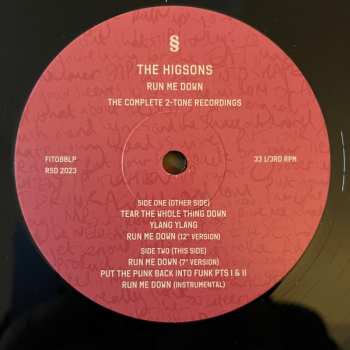 §
THE HIGSONS
RUN ME DOWN
THE COMPLETE 2-TONE RECORDINGS
FITO88LP
RSD 2023
33 1/3RD RPM
SIDE ONE (OTHER SIDE)
TEAR THE WHOLE THING DOWN
YLANG YLANG
RUN ME DOWN (12" VERSION)
SIDE TWO (THIS SIDE)
RUN ME DOWN (7" VERSION)
PUT THE PUNK BACK INTO FUNK PTS I & II
RUN ME DOWN (INSTRUMENTAL)